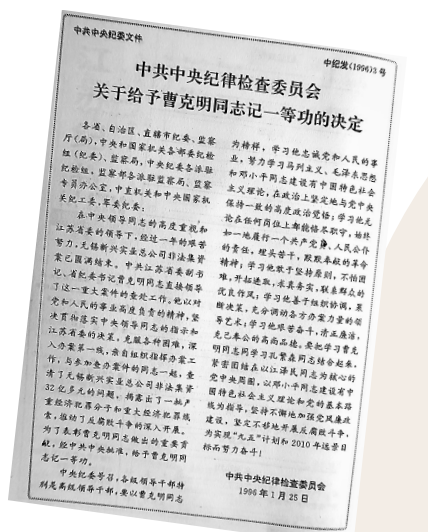 中共中央纪委文件
中纪发(1996)3号
中共中央纪律检查委员会
关于给予曹克明同志记一等功的决定
各省、自治区、直辖市纪委、监察
厅(局),中央和国家机关各部委纪检
组(纪委)、监察局,中央纪委各派驻
纪检组、监察部各派驻监察局、监察
专员办公室,中直机关和中央国家机
关纪工委,军委纪委:
在中央领导同志的高度重视和
江苏省委的领导下,经过一年的艰苦
努力,无锡新兴实业总公司非法集资
案已圆满结束。中共江苏省委副书
记、省纪委书记曹克明同志直接领导
了这一重大案件的查处工作。他以对
党和人民的事业高度负责的精神,坚
决贯彻落实中央领导同志的指示和
江苏省委的决策,克服各种困难,深
入办案第一线,亲自组织指挥办案工
作,与参加查办案件的同志一起,查
清了无锡新兴实业总公司非法集资
32亿多元的问题,揭露出了一批严
重经济犯罪分子和重大经济犯罪线
索,推动了反腐败斗争的深入开展。
为了表彰曹克明同志做出的重要贡
献,经中共中央批准,给予曹克明同
志记一等功。
中央纪委号召,各级领导干部特
别是高级领导干部,要以曹克明同志
为榜样,学习他忠诚党和人民的事
业,努力学习马列主义、毛泽东思想
和邓小平同志建设有中国特色社会
主义理论,在政治上坚定地与党中央
保持一致的高度政治觉悟;学习他无
论在任何岗位上都能恪尽职守,始终
如一地履行一个共产党员、人民公仆
的责任,埋头苦干,默默奉献的革命
精神;学习他敢于坚持原则,不怕困
难,开拓进取,求真务实,联系群众的
优良作风;学习他善于组织协调,果
断决策,充分调动各方办案力量的领
导艺术;学习他艰苦奋斗,清正廉洁,
克己奉公的高尚品德。要把学习曹克
明同志同学习孔繁森同志结合起来,
紧密团结在以江泽民同志为核心的
党中央周围,以邓小平同志建设有中
国特色社会主义理论和党的基本路
线为指导,坚持不懈地加强党风廉政
建设,坚定不移地开展反腐败斗争,
为实现“九五”计划和2010年远景目
标而努力奋斗!
中共中央纪律检查委员会
1996年1月25日